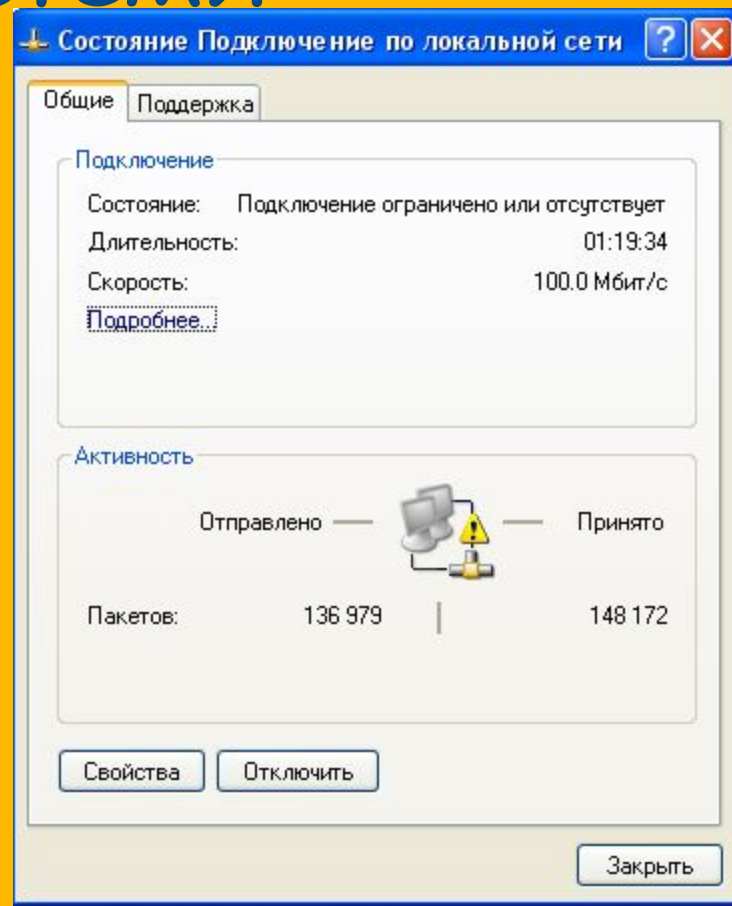 Состояние Подключение по локальной сети
Общие Поддержка
Подключение
Состояние: Подключение ограничено или отсутствует
Длительность: 01:19:34
Скорость: 100.0 Мбит/с
Подробнее...
Активность
Отправлено — — Принято
Пакетов: 136 979 | 148 172
Свойства Отключить
Закрыть